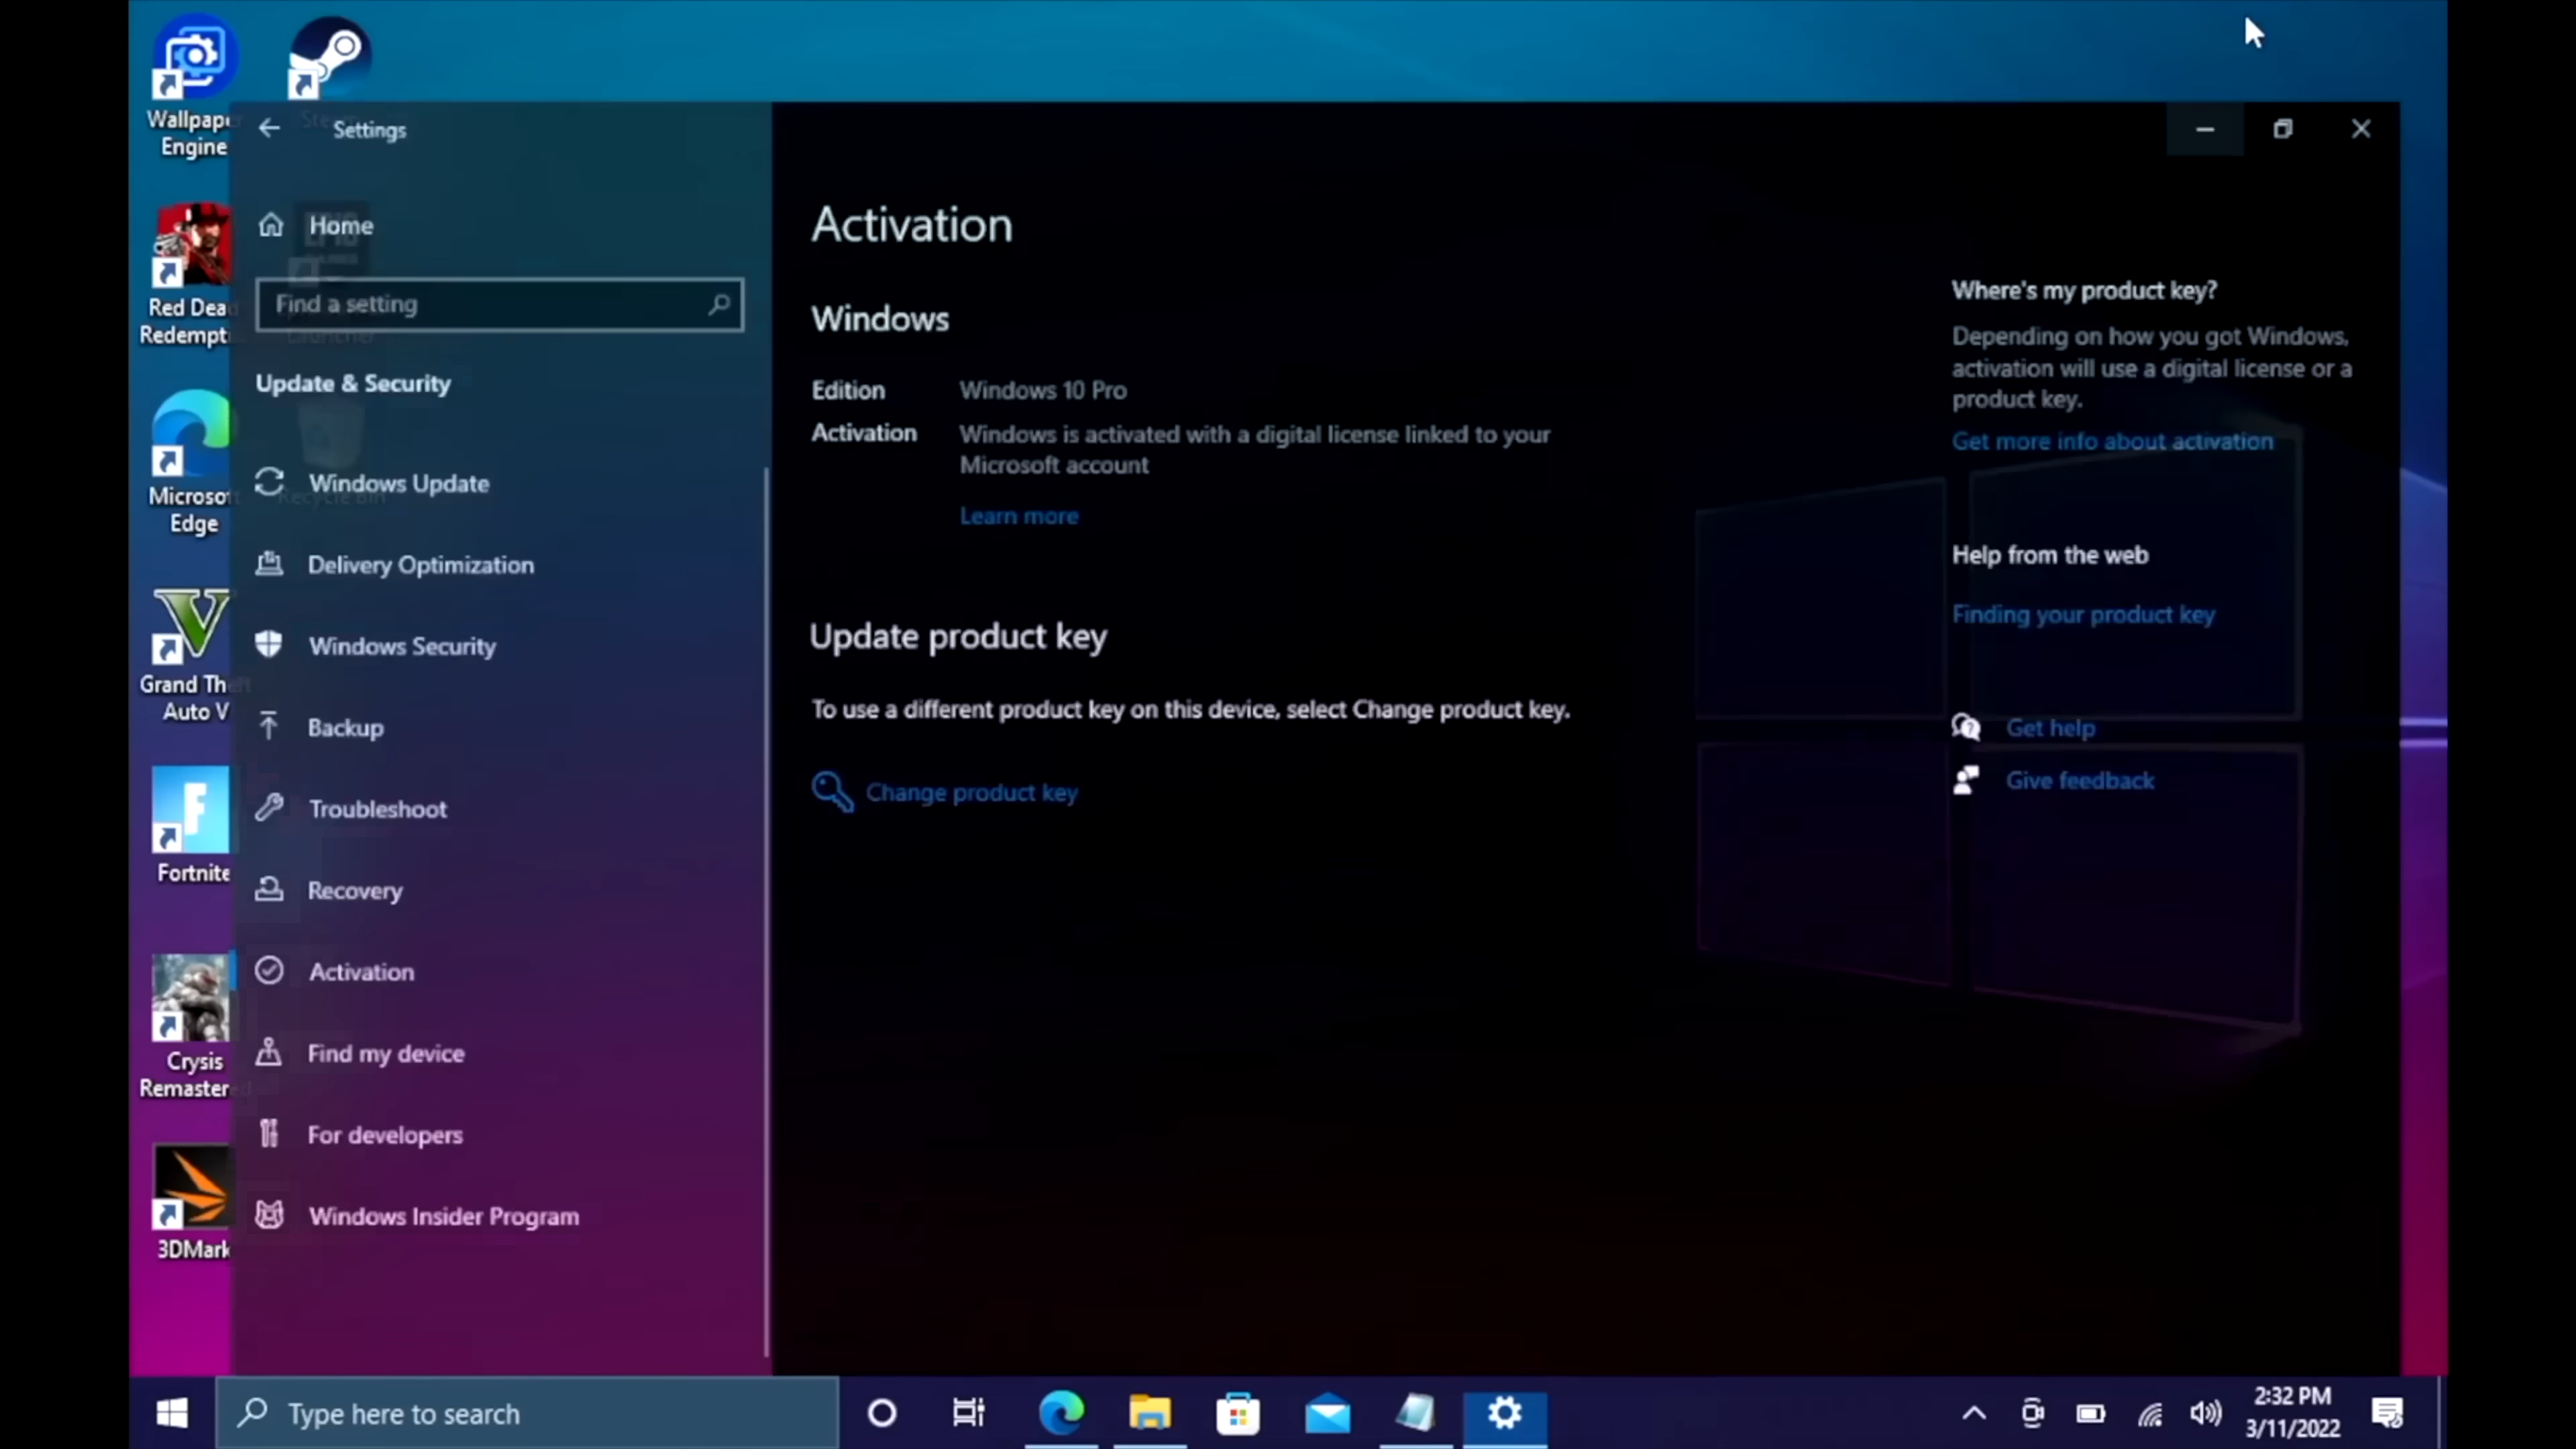 Wallpape
Engine
Red Dead
Redempt
Microsof
Edge
Grand Theft
Auto V
Fortnite
Crysis
Remastere
3DMark
Settings
Home
Find a setting
Update & Security
Windows Update
Delivery Optimization
Windows Security
Backup
Troubleshoot
Recovery
Activation
Find my device
For developers
Windows Insider Program
Activation
Windows
Edition Windows 10 Pro
Activation Windows is activated with a digital license linked to your
Microsoft account
Learn more
Update product key
To use a different product key on this device, select Change product key.
Change product key
Where's my product key?
Depending on how you got Windows,
activation will use a digital license or a
product key.
Get more info about activation
Help from the web
Finding your product key
Get help
Give feedback
Type here to search
2:32 PM
3/11/2022